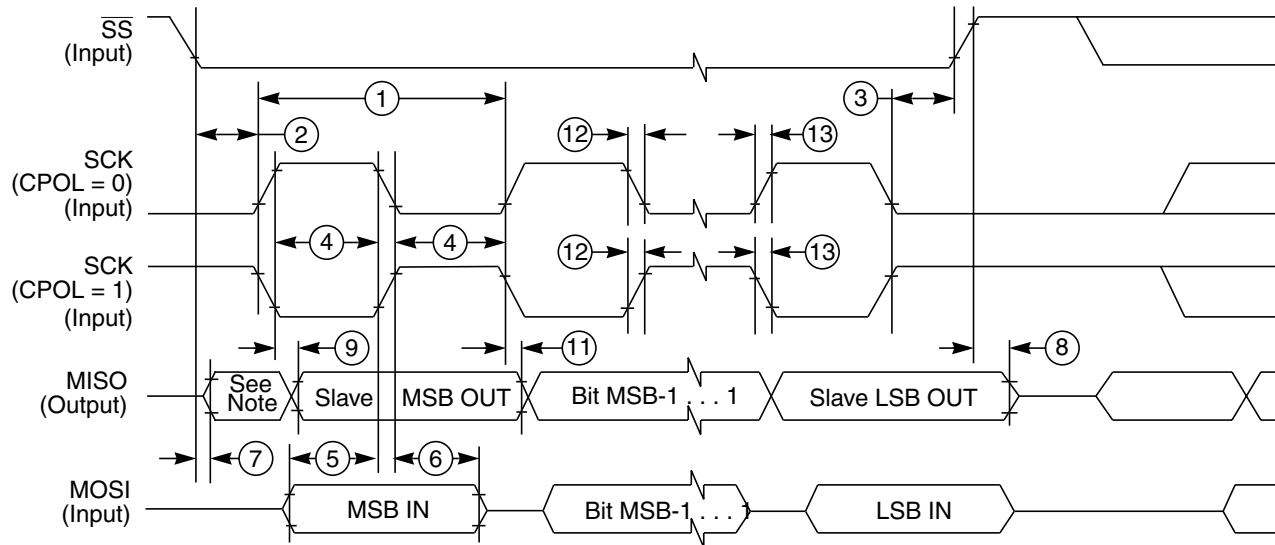 SS
(Input)
1
3
2
12
13
SCK
(CPOL = 0)
(Input)
4
4
12
13
SCK
(CPOL = 1)
(Input)
9
11
8
MISO
(Output)
See
Note
Slave
MSB OUT
Bit MSB-1 . . . 1
Slave LSB OUT
7
5
6
MOSI
(Input)
MSB IN
Bit MSB-1 . . . 1
LSB IN